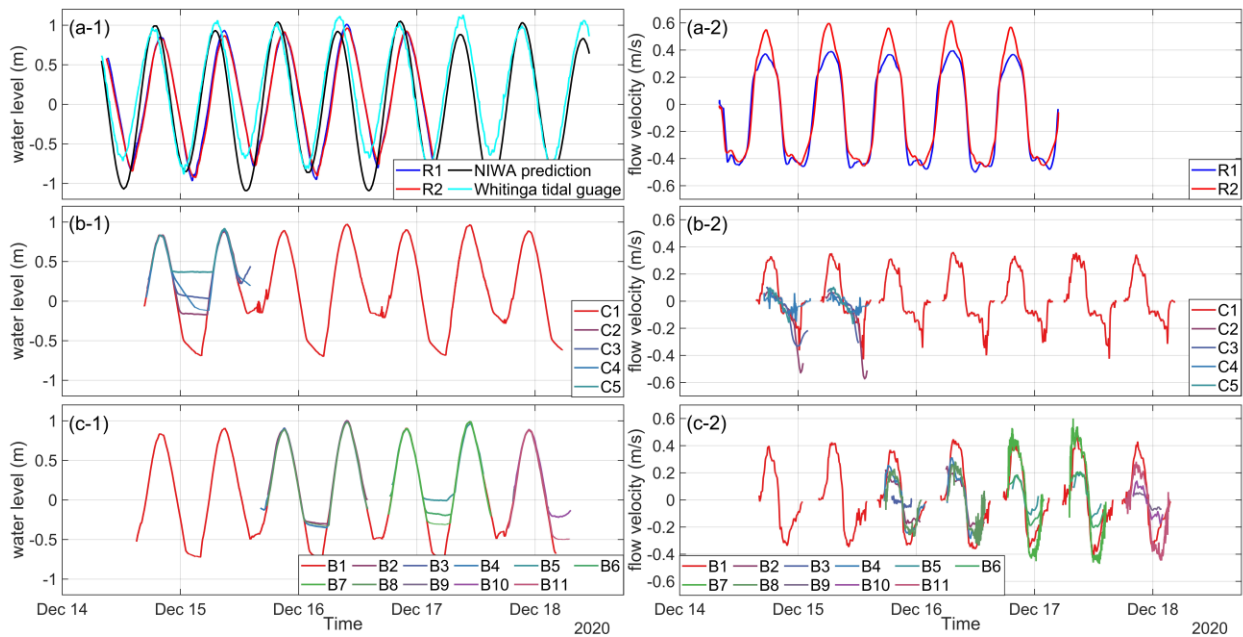 (a-1)
water level (m)
1
0.5
0
-0.5
-1
R1 NIWA prediction
R2 Whitinga tidal guage
(a-2)
flow velocity (m/s)
0.6
0.4
0.2
0
-0.2
-0.4
-0.6
R1
R2
(b-1)
water level (m)
1
0.5
0
-0.5
-1
C1
C2
C3
C4
C5
(b-2)
flow velocity (m/s)
0.6
0.4
0.2
0
-0.2
-0.4
-0.6
C1
C2
C3
C4
C5
(c-1)
water level (m)
1
0.5
0
-0.5
-1
B1 B2 B3 B4 B5 B6
B7 B8 B9 B10 B11
Dec 14 Dec 15 Dec 16 Dec 17 Dec 18
Time
2020
(c-2)
flow velocity (m/s)
0.6
0.4
0.2
0
-0.2
-0.4
-0.6
B1 B2 B3 B4 B5 B6
B7 B8 B9 B10 B11
Dec 14 Dec 15 Dec 16 Dec 17 Dec 18
Time
2020